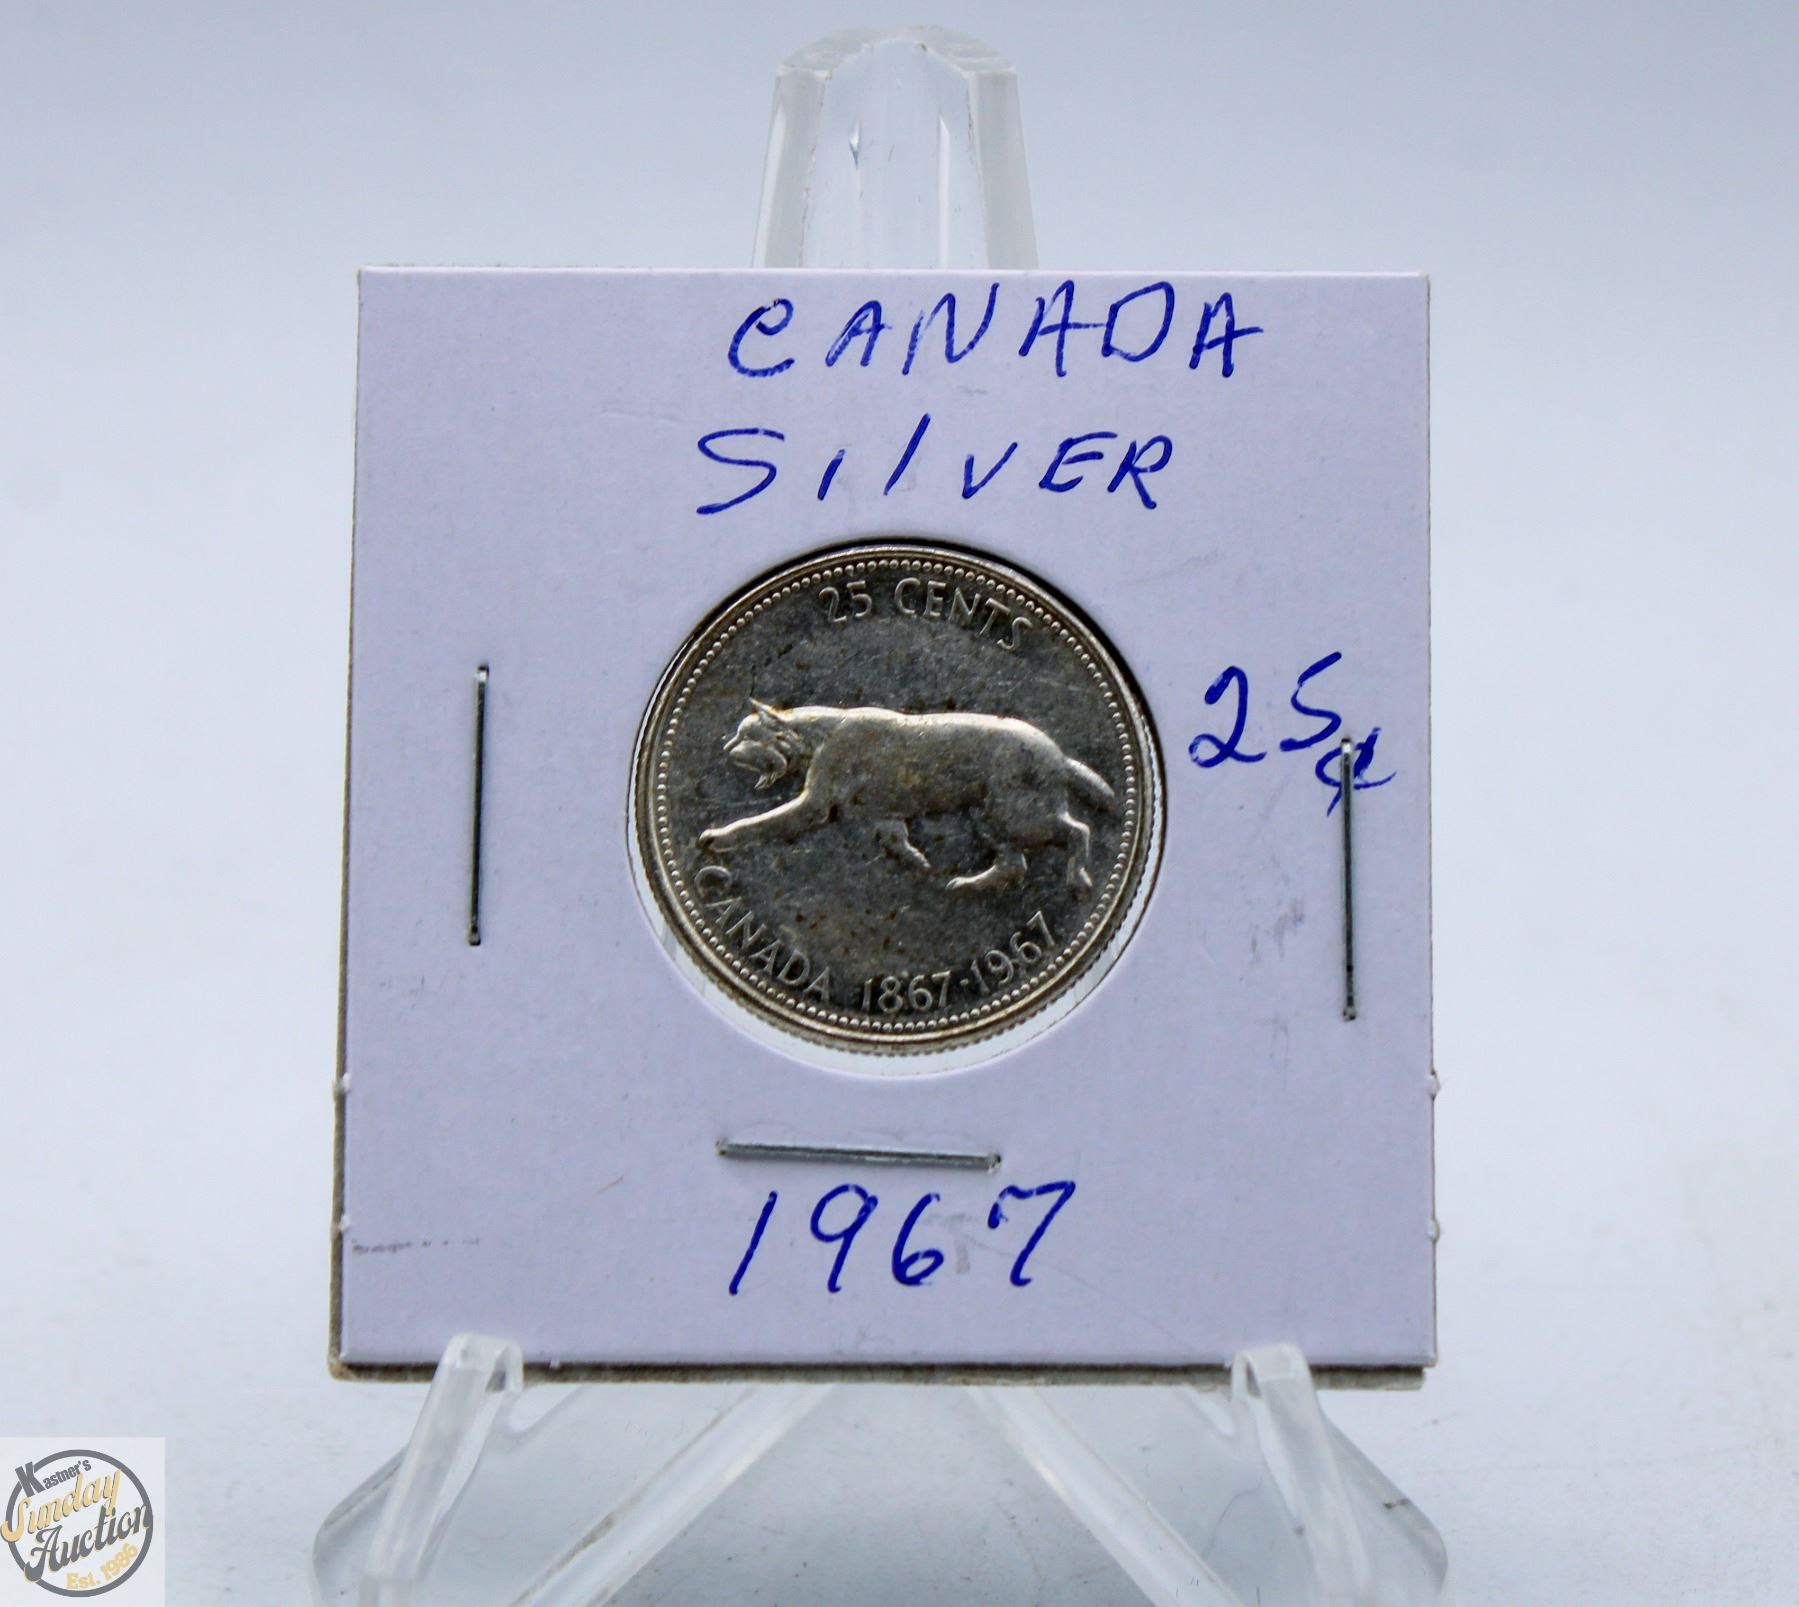 CANADA
SilVER
25 CENTS
25¢
CANADA 1867·1967
1967
Kastner's
Sunday
Auction
Est. 1986